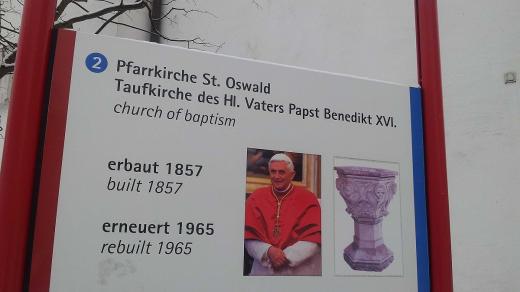 2
Pfarrkirche St. Oswald
Taufkirche des Hl. Vaters Papst Benedikt XVI.
church of baptism
erbaut 1857
built 1857
erneuert 1965
rebuilt 1965